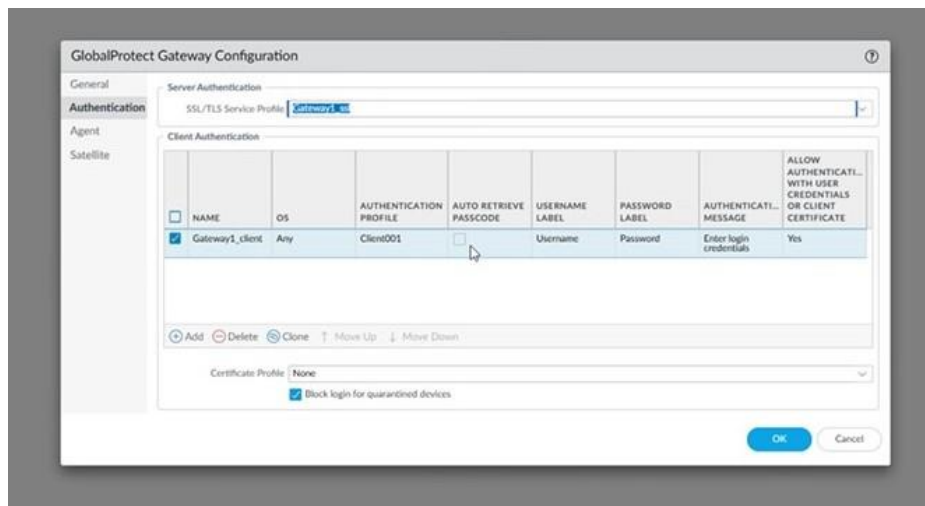 GlobalProtect Gateway Configuration
General
Authentication
Agent
Satellite
Server Authentication
SSL/TLS Service Profile Gateway1_ssl
Client Authentication
NAME
OS
AUTHENTICATION
PROFILE
AUTO RETRIEVE
PASSCODE
USERNAME
LABEL
PASSWORD
LABEL
AUTHENTICATI...
MESSAGE
ALLOW
AUTHENTICATI...
WITH USER
CREDENTIALS
OR CLIENT
CERTIFICATE
Gateway1_client
Any
Client001
Username
Password
Enter login
credentials
Yes
Add Delete Clone Move Up Move Down
Certificate Profile None
Block login for quarantined devices
OK Cancel